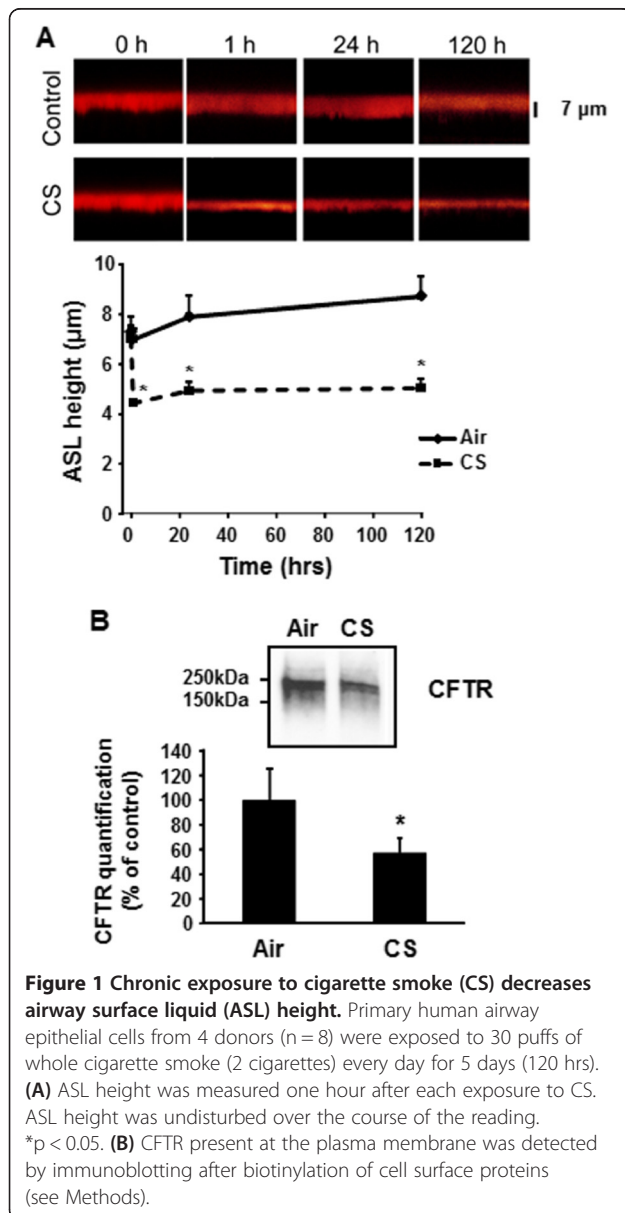 A
0 h 1 h 24 h 120 h
Control
7 µm
CS
10
8
6
4
2
0
ASL height (µm)
* * *
Air
CS
0 20 40 60 80 100 120
Time (hrs)
B
Air CS
250kDa
150kDa
CFTR
140
120
100
80
60
40
20
0
CFTR quantification
(% of control)
*
Air CS
Figure 1 Chronic exposure to cigarette smoke (CS) decreases
airway surface liquid (ASL) height. Primary human airway
epithelial cells from 4 donors (n = 8) were exposed to 30 puffs of
whole cigarette smoke (2 cigarettes) every day for 5 days (120 hrs).
(A) ASL height was measured one hour after each exposure to CS.
ASL height was undisturbed over the course of the reading.
*p < 0.05. (B) CFTR present at the plasma membrane was detected
by immunoblotting after biotinylation of cell surface proteins
(see Methods).